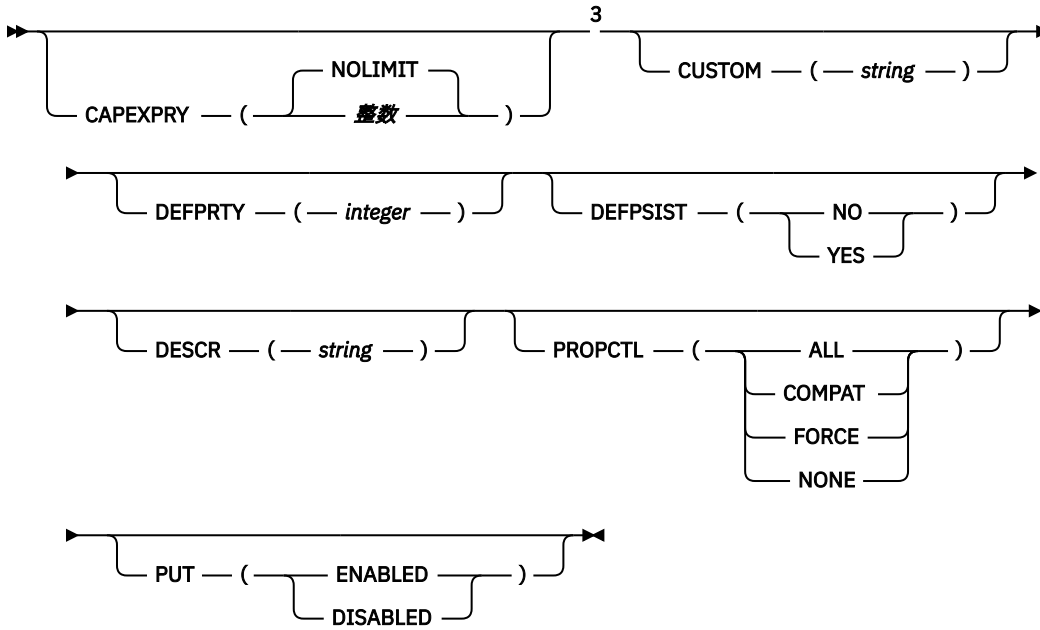 3
CUSTOM ( string )
NOLIMIT
CAPEXPRY ( 整数 )
DEFPRTY ( integer ) DEFPSIST ( NO )
YES
DESCR ( string ) PROPCTL ( ALL )
COMPAT
FORCE
NONE
PUT ( ENABLED )
DISABLED